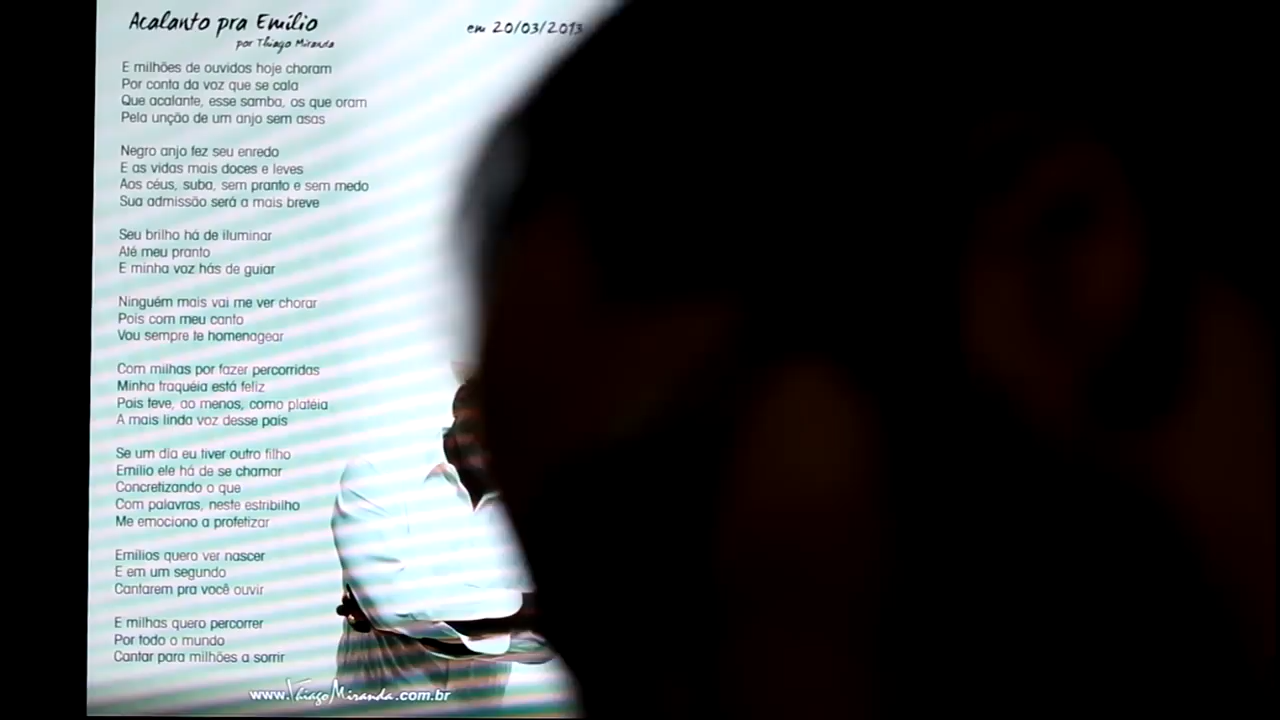 Acalanto pra Emílio
em 20/03/2013
por Thiago Miranda
E milhões de ouvidos hoje choram
Por conta da voz que se cala
Que acalante, esse samba, os que oram
Pela unção de um anjo sem asas
Negro anjo fez seu enredo
E as vidas mais doces e leves
Aos céus, suba, sem pranto e sem medo
Sua admissão será a mais breve
Seu brilho há de iluminar
Até meu pranto
E minha voz hás de guiar
Ninguém mais vai me ver chorar
Pois com meu canto
Vou sempre te homenagear
Com milhas por fazer percorridas
Minha traquéia está feliz
Pois teve, ao menos, como platéia
A mais linda voz desse país
Se um dia eu tiver outro filho
Emílio ele há de se chamar
Concretizando o que
Com palavras, neste estribilho
Me emociono a profetizar
Emílios quero ver nascer
E em um segundo
Cantarem pra você ouvir
E milhas quero percorrer
Por todo o mundo
Cantar para milhões a sorrir
www.ThiagoMiranda.com.br